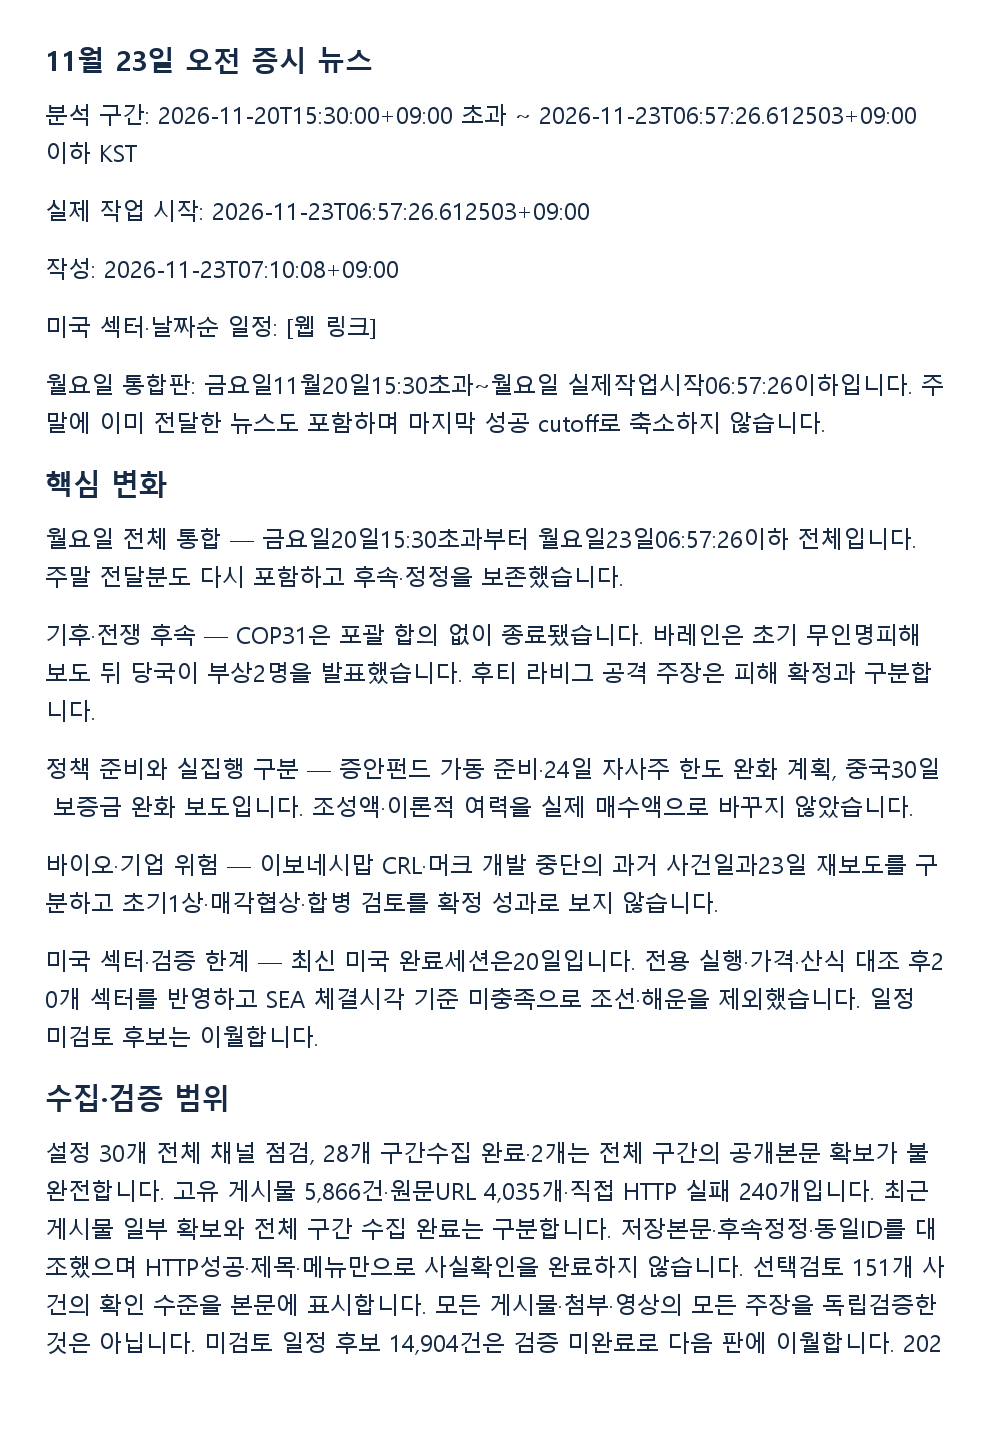 11월 23일 오전 증시 뉴스
분석 구간: 2026-11-20T15:30:00+09:00 초과 ~ 2026-11-23T06:57:26.612503+09:00
이하 KST
실제 작업 시작: 2026-11-23T06:57:26.612503+09:00
작성: 2026-11-23T07:10:08+09:00
미국 섹터·날짜순 일정: [웹 링크]
월요일 통합판: 금요일11월20일15:30초과~월요일 실제작업시작06:57:26이하입니다. 주
말에 이미 전달한 뉴스도 포함하며 마지막 성공 cutoff로 축소하지 않습니다.
핵심 변화
월요일 전체 통합 — 금요일20일15:30초과부터 월요일23일06:57:26이하 전체입니다.
주말 전달분도 다시 포함하고 후속·정정을 보존했습니다.
기후·전쟁 후속 — COP31은 포괄 합의 없이 종료됐습니다. 바레인은 초기 무인명피해
보도 뒤 당국이 부상2명을 발표했습니다. 후티 라비그 공격 주장은 피해 확정과 구분합
니다.
정책 준비와 실집행 구분 — 증안펀드 가동 준비·24일 자사주 한도 완화 계획, 중국30일
보증금 완화 보도입니다. 조성액·이론적 여력을 실제 매수액으로 바꾸지 않았습니다.
바이오·기업 위험 — 이보네시맙 CRL·머크 개발 중단의 과거 사건일과23일 재보도를 구
분하고 초기1상·매각협상·합병 검토를 확정 성과로 보지 않습니다.
미국 섹터·검증 한계 — 최신 미국 완료세션은20일입니다. 전용 실행·가격·산식 대조 후2
0개 섹터를 반영하고 SEA 체결시각 기준 미충족으로 조선·해운을 제외했습니다. 일정
미검토 후보는 이월합니다.
수집·검증 범위
설정 30개 전체 채널 점검, 28개 구간수집 완료·2개는 전체 구간의 공개본문 확보가 불
완전합니다. 고유 게시물 5,866건·원문URL 4,035개·직접 HTTP 실패 240개입니다. 최근
게시물 일부 확보와 전체 구간 수집 완료는 구분합니다. 저장본문·후속정정·동일ID를 대
조했으며 HTTP성공·제목·메뉴만으로 사실확인을 완료하지 않습니다. 선택검토 151개 사
건의 확인 수준을 본문에 표시합니다. 모든 게시물·첨부·영상의 모든 주장을 독립검증한
것은 아닙니다. 미검토 일정 후보 14,904건은 검증 미완료로 다음 판에 이월합니다. 202